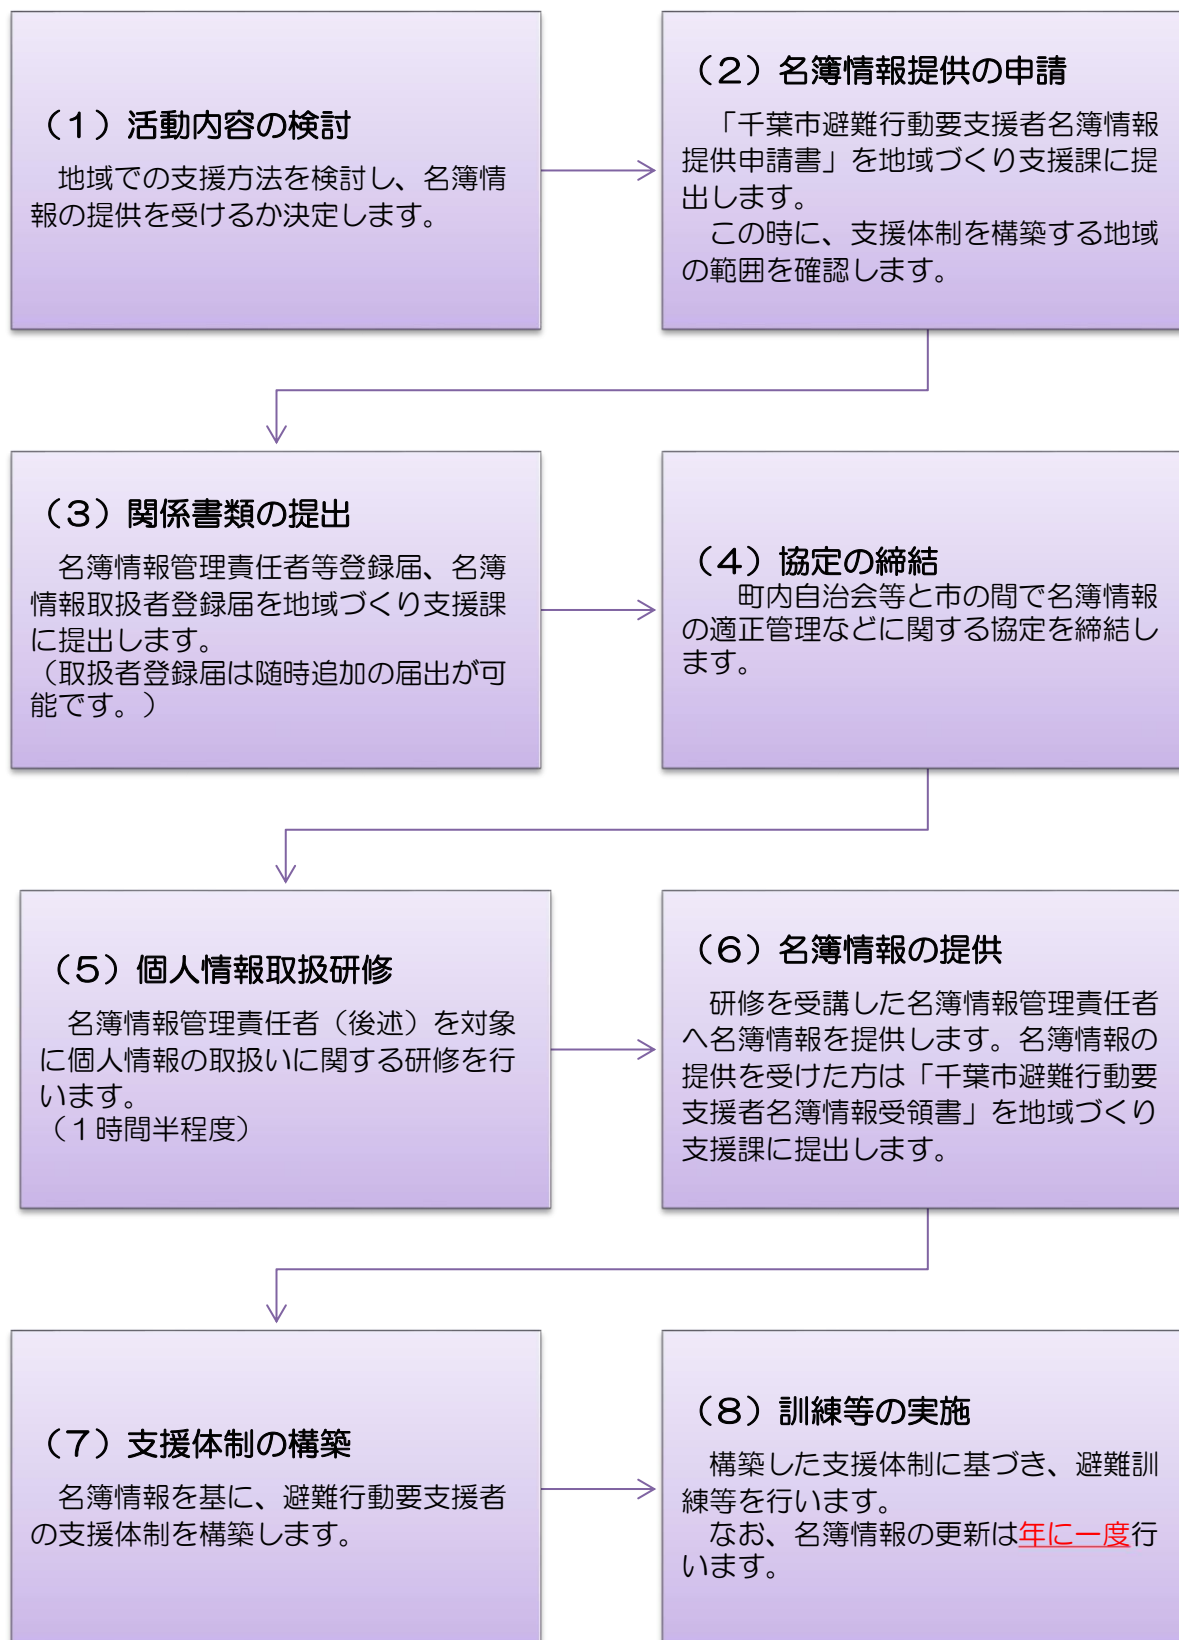 （１）活動内容の検討
　地域での支援方法を検討し、名簿情
報の提供を受けるか決定します。
（２）名簿情報提供の申請
　「千葉市避難行動要支援者名簿情報
提供申請書」を地域づくり支援課に提
出します。
　この時に、支援体制を構築する地域
の範囲を確認します。
（３）関係書類の提出
　名簿情報管理責任者等登録届、名簿
情報取扱者登録届を地域づくり支援課
に提出します。
（取扱者登録届は随時追加の届出が可
能です。）
（４）協定の締結
　　町内自治会等と市の間で名簿情報
の適正管理などに関する協定を締結し
ます。
（５）個人情報取扱研修
　名簿情報管理責任者（後述）を対象
に個人情報の取扱いに関する研修を行
います。
（１時間半程度）
（６）名簿情報の提供
　研修を受講した名簿情報管理責任者
へ名簿情報を提供します。名簿情報の
提供を受けた方は「千葉市避難行動要
支援者名簿情報受領書」を地域づくり
支援課に提出します。
（７）支援体制の構築
　名簿情報を基に、避難行動要支援者
の支援体制を構築します。
（８）訓練等の実施
　構築した支援体制に基づき、避難訓
練等を行います。
　なお、名簿情報の更新は年に一度行
います。